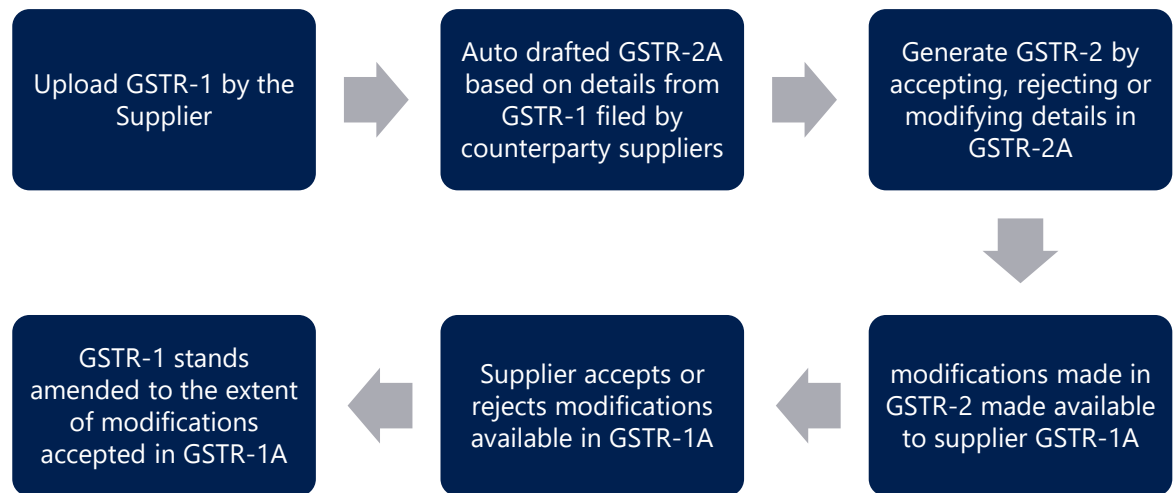 Upload GSTR-1 by the
Supplier
Auto drafted GSTR-2A
based on details from
GSTR-1 filed by
counterparty suppliers
Generate GSTR-2 by
accepting, rejecting or
modifying details in
GSTR-2A
modifications made in
GSTR-2 made available
to supplier GSTR-1A
Supplier accepts or
rejects modifications
available in GSTR-1A
GSTR-1 stands
amended to the extent
of modifications
accepted in GSTR-1A